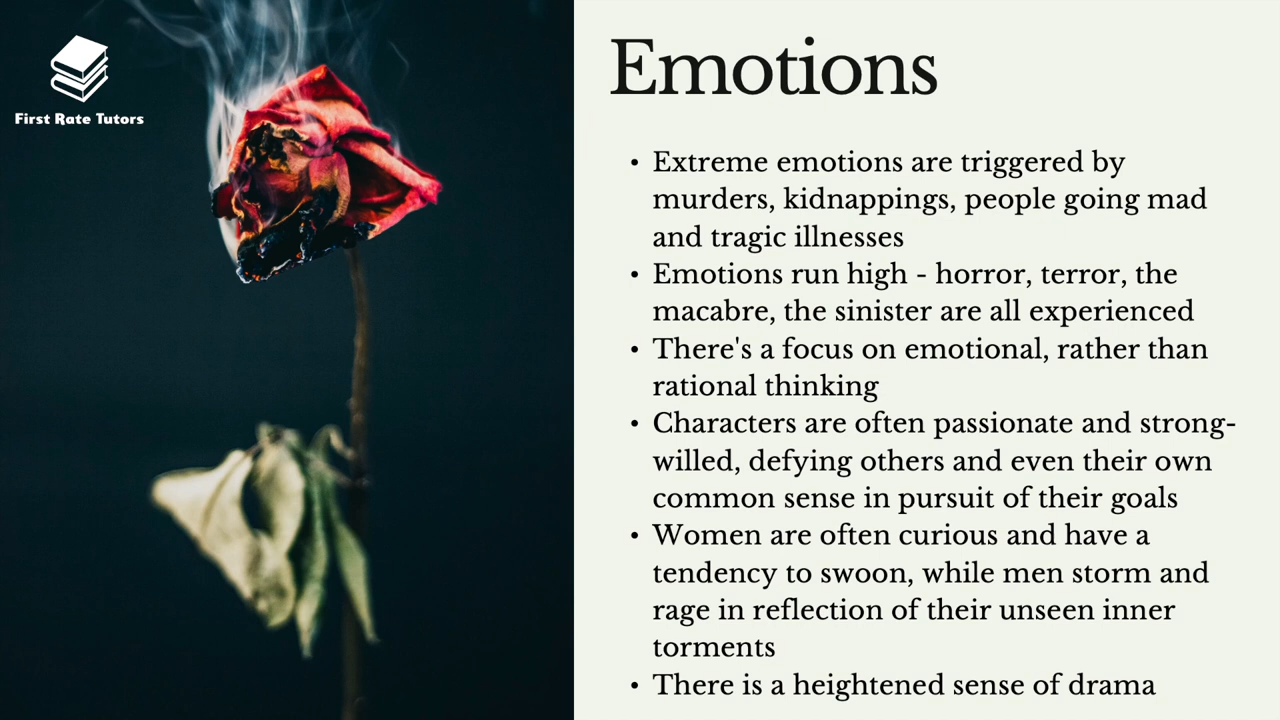 First Rate Tutors
Emotions
• Extreme emotions are triggered by
murders, kidnappings, people going mad
and tragic illnesses
• Emotions run high - horror, terror, the
macabre, the sinister are all experienced
• There's a focus on emotional, rather than
rational thinking
• Characters are often passionate and strong-
willed, defying others and even their own
common sense in pursuit of their goals
• Women are often curious and have a
tendency to swoon, while men storm and
rage in reflection of their unseen inner
torments
• There is a heightened sense of drama